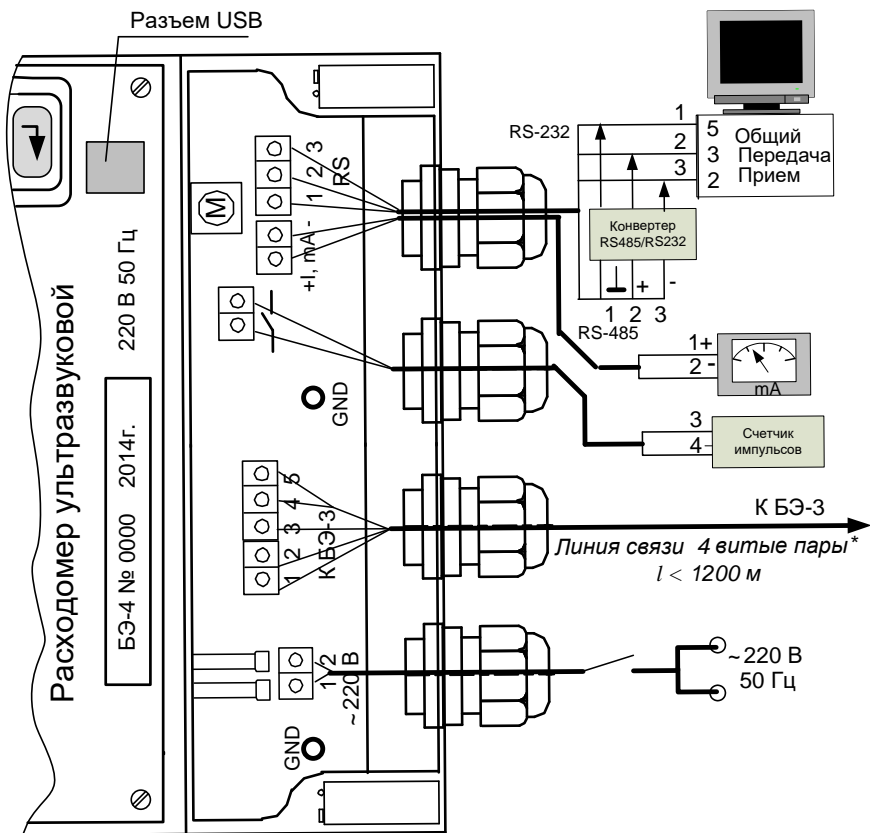 Разъем USB
Расходомер ультразвуковой
220 В 50 Гц
БЭ-4 № 0000 2014г.
M
1 2 3
RS
+I, mA -
GND
1 2 3 4 5
К БЭ-3
1 2
~220 В
GND
RS-232
1
2
3
5 Общий
3 Передача
2 Прием
Конвертер
RS485/RS232
+ -
1 2 3
RS-485
1+
2-
mA
3
4
Счетчик
импульсов
К БЭ-3
Линия связи 4 витые пары*
l < 1200 м
~220 В
50 Гц